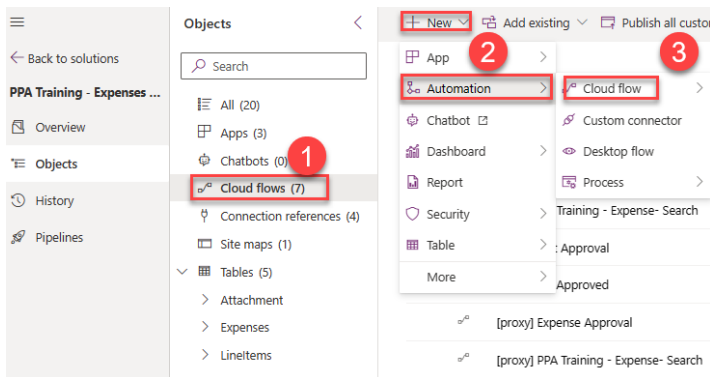 Back to solutions
PPA Training - Expenses ...
Overview
Objects
History
Pipelines
Objects
Search
All (20)
Apps (3)
Chatbots (0)
1
Cloud flows (7)
Connection references (4)
Site maps (1)
Tables (5)
Attachment
Expenses
LineItems
New
Add existing
Publish all custo
2
3
App
Automation
Chatbot
Dashboard
Report
Security
Table
More
Cloud flow
Custom connector
Desktop flow
Process
Training - Expense- Search
Approval
Approved
[proxy] Expense Approval
[proxy] PPA Training - Expense- Search